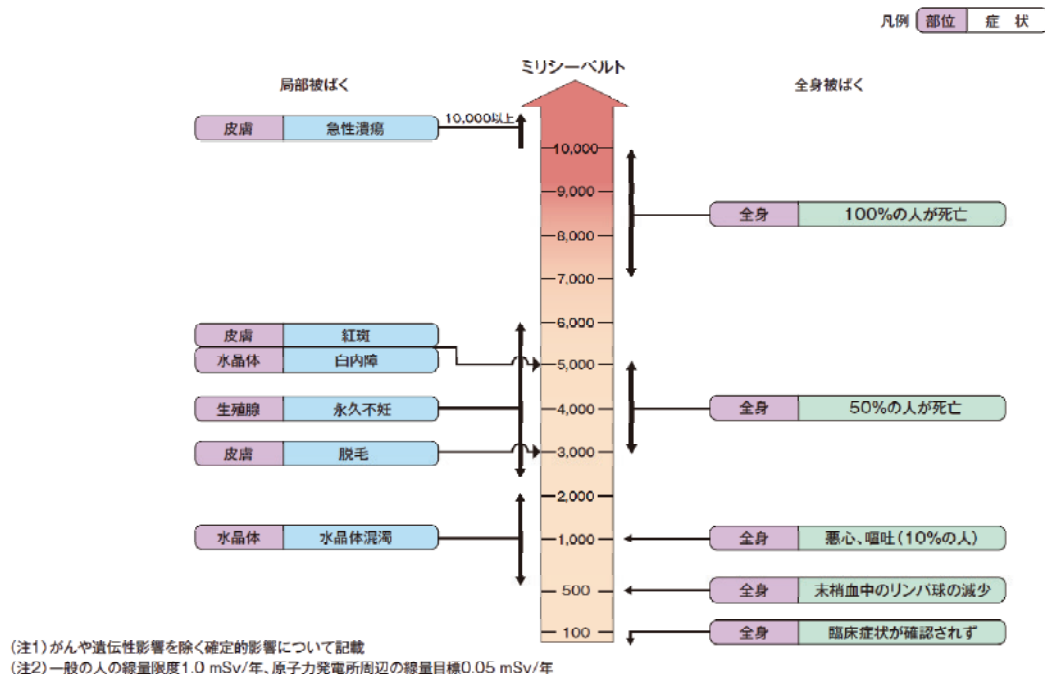 凡例 部位 症 状
局部被ばく
ミリシーベルト
全身被ばく
皮膚 急性潰瘍 10,000以上
10,000
9,000
全身 100%の人が死亡
8,000
7,000
6,000
皮膚 紅斑
水晶体 白内障
5,000
生殖腺 永久不妊
4,000
全身 50%の人が死亡
皮膚 脱毛
3,000
2,000
水晶体 水晶体混濁
1,000
全身 悪心、嘔吐(10%の人)
500
全身 末梢血中のリンパ球の減少
100
全身 臨床症状が確認されず
(注1)がんや遺伝性影響を除く確定的影響について記載
(注2)一般の人の線量限度1.0 mSv/年、原子力発電所周辺の線量目標0.05 mSv/年